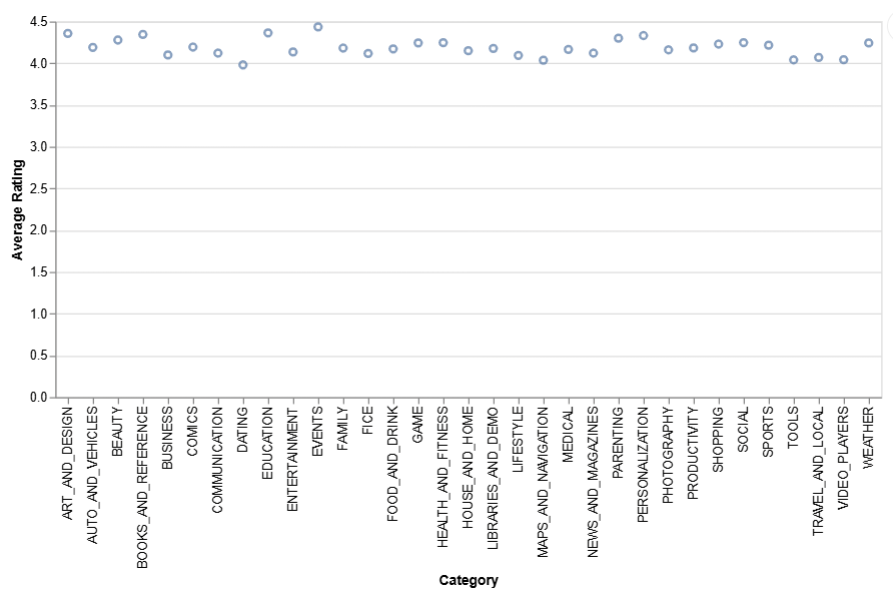 4.5
4.0
3.5
3.0
2.5
2.0
1.5
1.0
0.5
0.0
Average Rating
ART_AND_DESIGN
AUTO_AND_VEHICLES
BEAUTY
BOOKS_AND_REFERENCE
BUSINESS
COMICS
COMMUNICATION
DATING
EDUCATION
ENTERTAINMENT
EVENTS
FAMILY
FICE
FOOD_AND_DRINK
GAME
HEALTH_AND_FITNESS
HOUSE_AND_HOME
LIBRARIES_AND_DEMO
LIFESTYLE
MAPS_AND_NAVIGATION
MEDICAL
NEWS_AND_MAGAZINES
PARENTING
PERSONALIZATION
PHOTOGRAPHY
PRODUCTIVITY
SHOPPING
SOCIAL
SPORTS
TOOLS
TRAVEL_AND_LOCAL
VIDEO_PLAYERS
WEATHER
Category